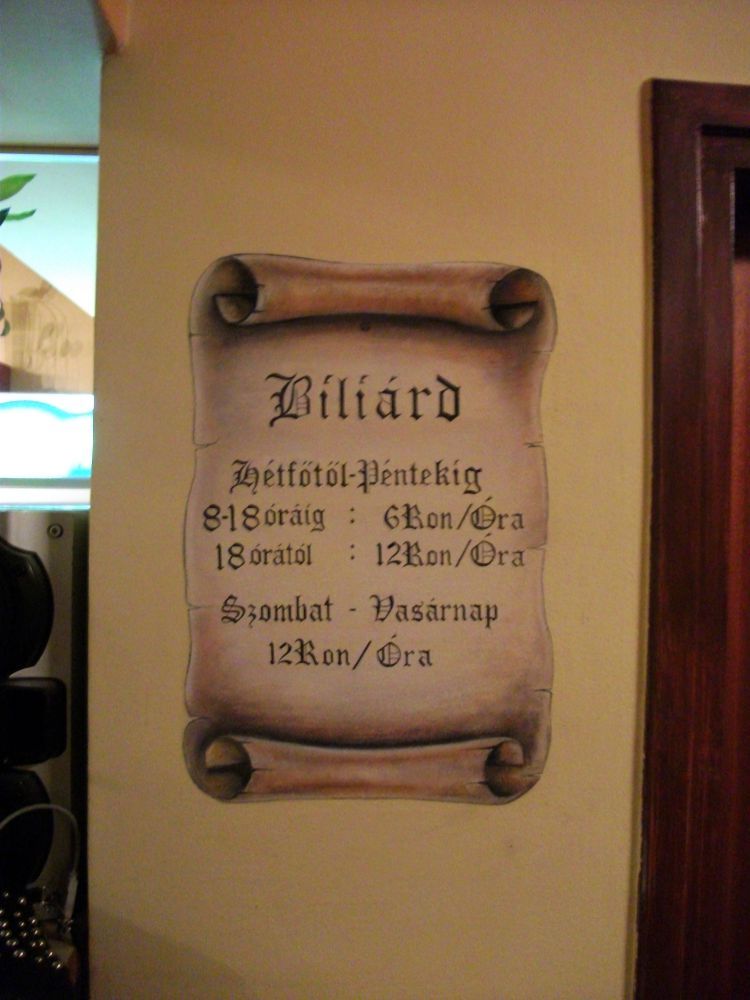 Biliárd
Hétfőtől-Péntekig
8-18óráig : 6Ron/Óra
18órától : 12Ron/Óra
Szombat - Vasárnap
12Ron/Óra